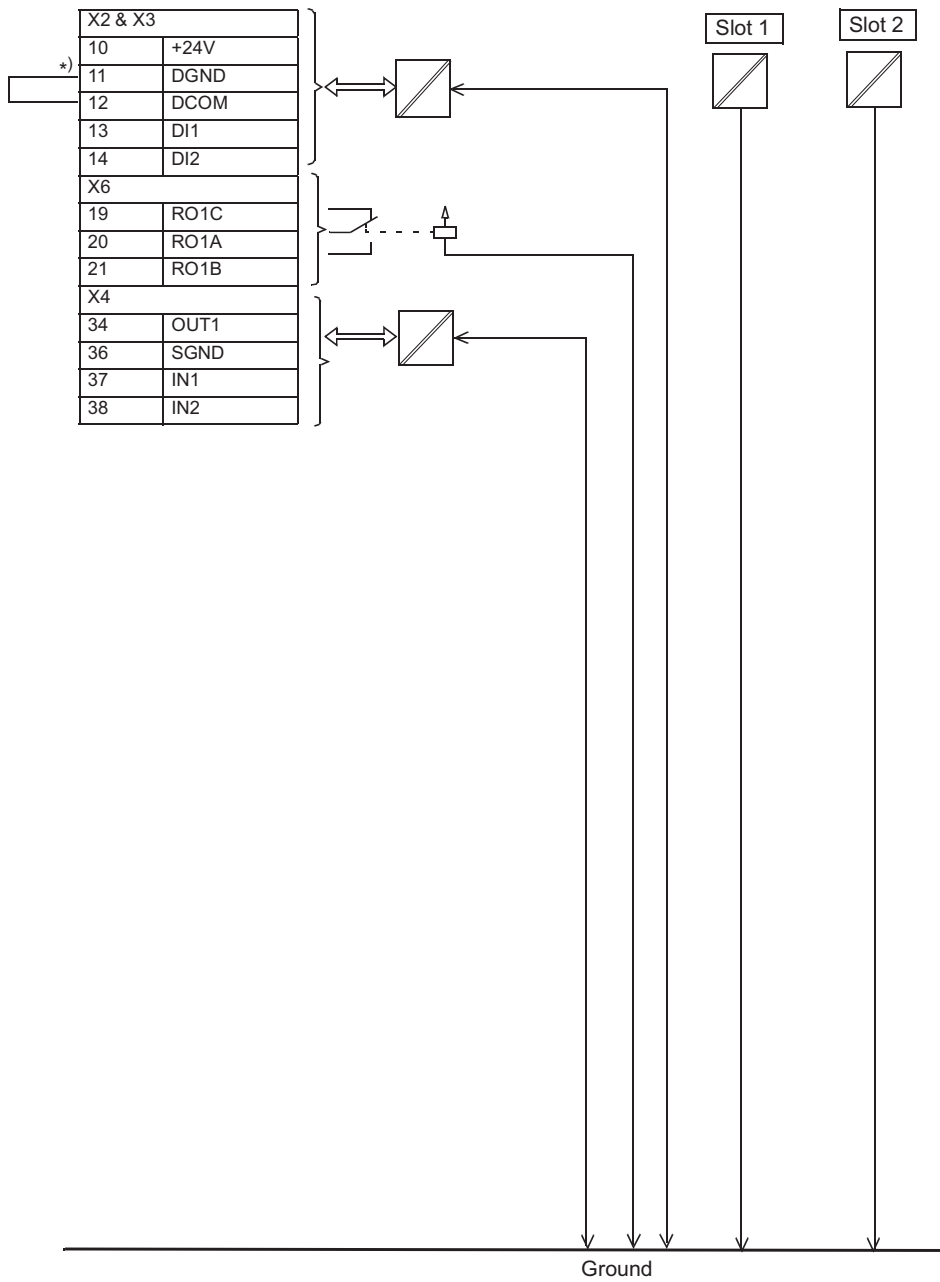 X2 & X3
Slot 1
Slot 2
10 +24V
*)
11 DGND
12 DCOM
13 DI1
14 DI2
X6
19 RO1C
20 RO1A
21 RO1B
X4
34 OUT1
36 SGND
37 IN1
38 IN2
Ground